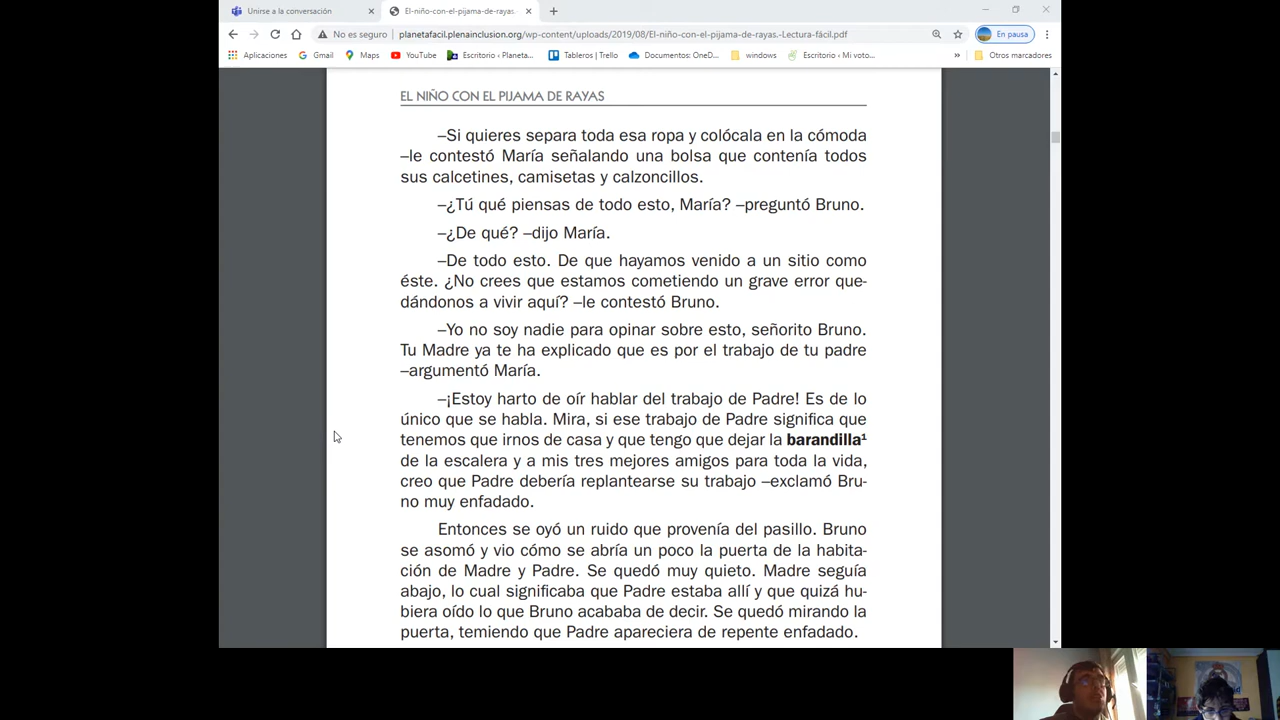 Unirse a la conversación
El-niño-con-el-pijama-de-rayas.
No es seguro
planetafacil.plenainclusion.org/wp-content/uploads/2019/08/El-niño-con-el-pijama-de-rayas.-Lectura-fácil.pdf
En pausa
Aplicaciones
Gmail
Maps
YouTube
Escritorio ‹ Planeta...
Tableros | Trello
Documentos: OneD...
windows
Escritorio ‹ Mi voto...
»
Otros marcadores
EL NIÑO CON EL PIJAMA DE RAYAS
–Si quieres separa toda esa ropa y colócala en la cómoda
–le contestó María señalando una bolsa que contenía todos
sus calcetines, camisetas y calzoncillos.
–¿Tú qué piensas de todo esto, María? –preguntó Bruno.
–¿De qué? –dijo María.
–De todo esto. De que hayamos venido a un sitio como
éste. ¿No crees que estamos cometiendo un grave error que-
dándonos a vivir aquí? –le contestó Bruno.
–Yo no soy nadie para opinar sobre esto, señorito Bruno.
Tu Madre ya te ha explicado que es por el trabajo de tu padre
–argumentó María.
–¡Estoy harto de oír hablar del trabajo de Padre! Es de lo
único que se habla. Mira, si ese trabajo de Padre significa que
tenemos que irnos de casa y que tengo que dejar la barandilla¹
de la escalera y a mis tres mejores amigos para toda la vida,
creo que Padre debería replantearse su trabajo –exclamó Bru-
no muy enfadado.
Entonces se oyó un ruido que provenía del pasillo. Bruno
se asomó y vio cómo se abría un poco la puerta de la habita-
ción de Madre y Padre. Se quedó muy quieto. Madre seguía
abajo, lo cual significaba que Padre estaba allí y que quizá hu-
biera oído lo que Bruno acababa de decir. Se quedó mirando la
puerta, temiendo que Padre apareciera de repente enfadado.